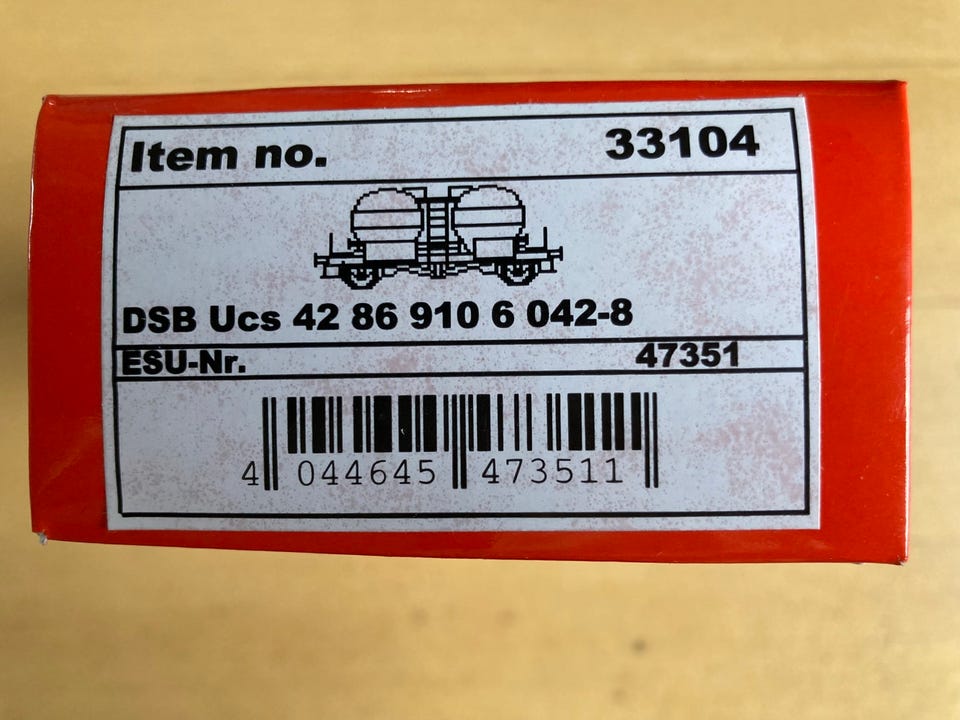 Item no. 33104
DSB Ucs 42 86 910 6 042-8
ESU-Nr. 47351
4 044645 473511